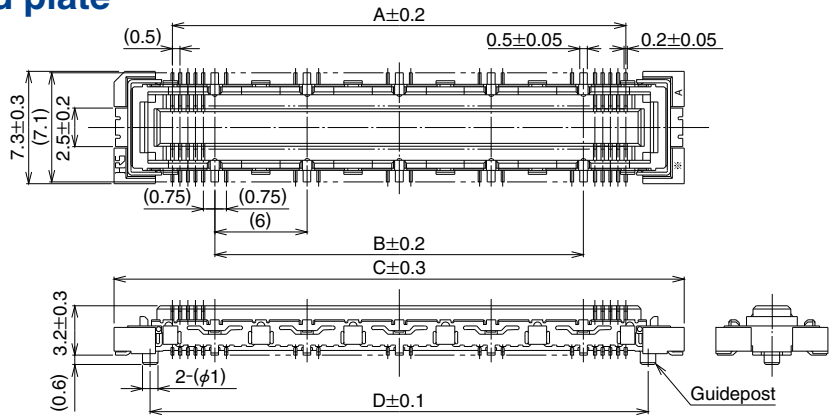 d plate
A±0.2
(0.5)
0.5±0.05
0.2±0.05
7.3±0.3
(7.1)
2.5±0.2
A
※
(0.75)
(0.75)
(6)
B±0.2
C±0.3
3.2±0.3
(0.6)
2-(φ1)
D±0.1
Guidepost